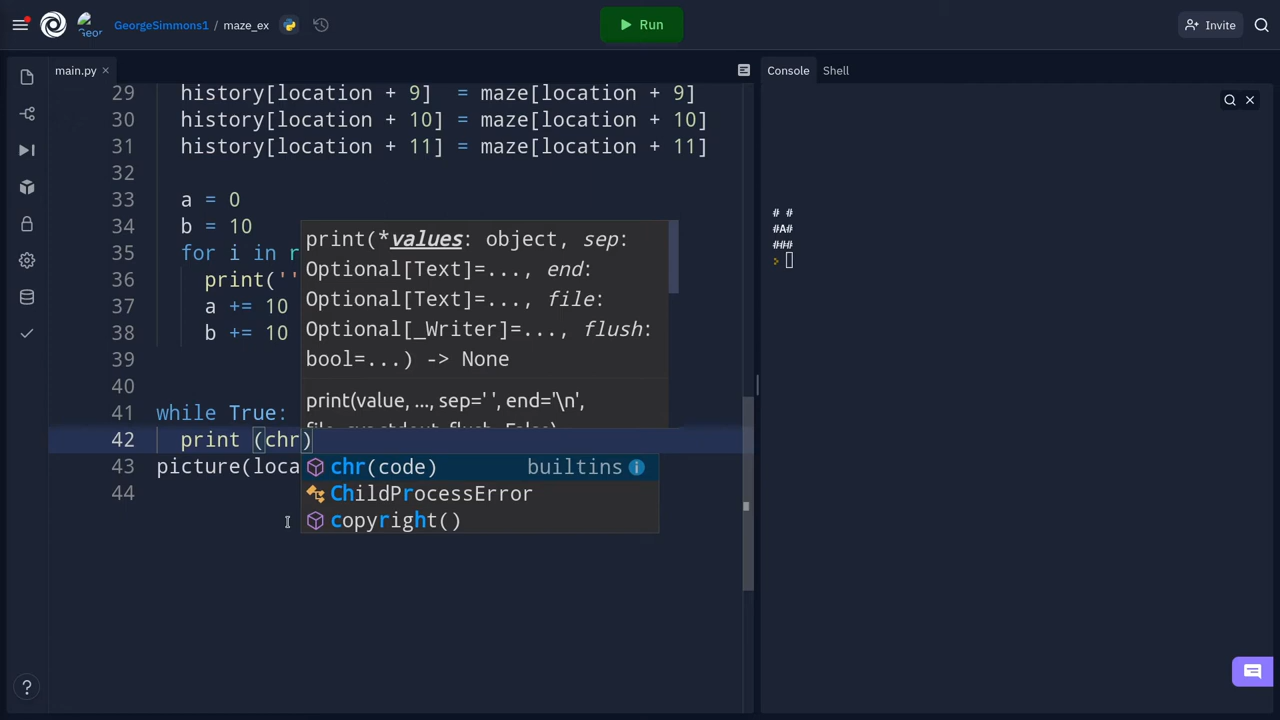 GeorgeSimmons1 / maze_ex
Run
Invite
main.py
Console
Shell
29 history[location + 9] = maze[location + 9]
30 history[location + 10] = maze[location + 10]
31 history[location + 11] = maze[location + 11]
32
33 a = 0
34 b = 10
35 for i in r
36 print(''
37 a += 10
38 b += 10
39
40
41 while True:
42 print (chr)
43 picture(loca
44
print(*values: object, sep:
Optional[Text]=..., end:
Optional[Text]=..., file:
Optional[_Writer]=..., flush:
bool=...) -> None
print(value, ..., sep=' ', end='\n',
chr(code) builtins
ChildProcessError
copyright()
# #
#A#
###
>
?